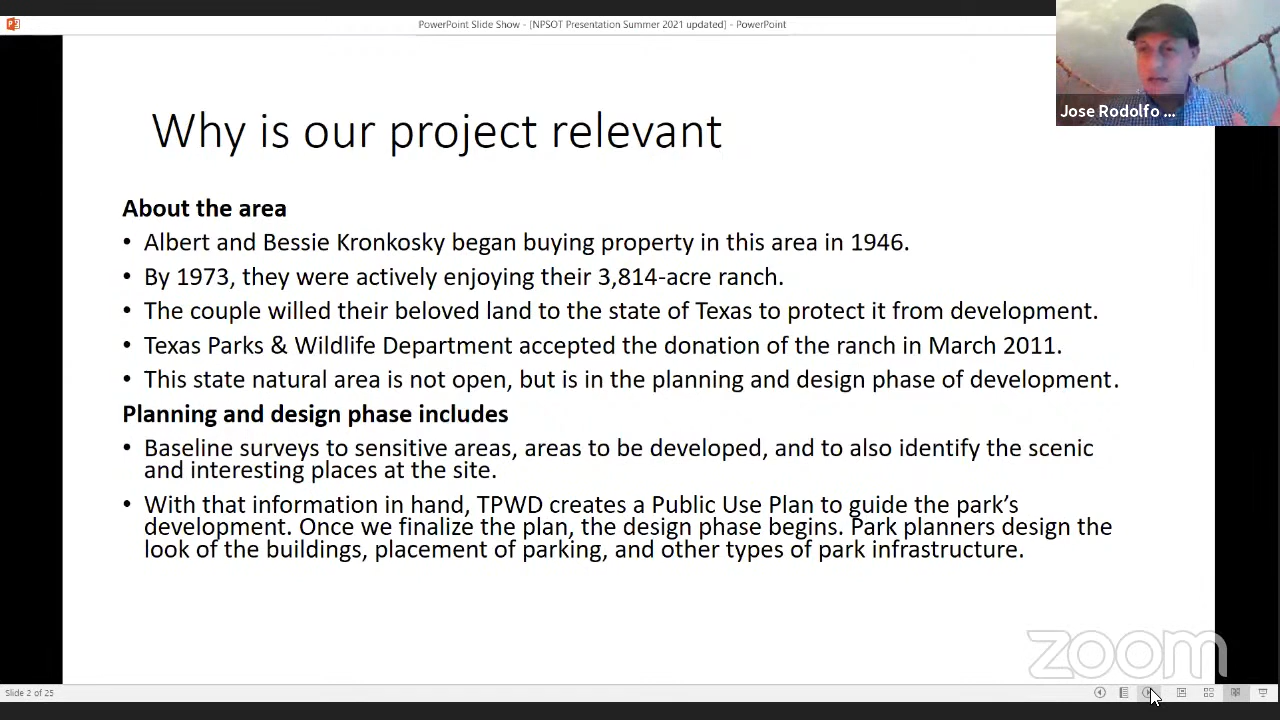 PowerPoint Slide Show - [NPSOT Presentation Summer 2021 updated] - PowerPoint
Jose Rodolfo ...
Why is our project relevant
About the area
• Albert and Bessie Kronkosky began buying property in this area in 1946.
• By 1973, they were actively enjoying their 3,814-acre ranch.
• The couple willed their beloved land to the state of Texas to protect it from development.
• Texas Parks & Wildlife Department accepted the donation of the ranch in March 2011.
• This state natural area is not open, but is in the planning and design phase of development.
Planning and design phase includes
• Baseline surveys to sensitive areas, areas to be developed, and to also identify the scenic
and interesting places at the site.
• With that information in hand, TPWD creates a Public Use Plan to guide the park’s
development. Once we finalize the plan, the design phase begins. Park planners design the
look of the buildings, placement of parking, and other types of park infrastructure.
zoom
Slide 2 of 25